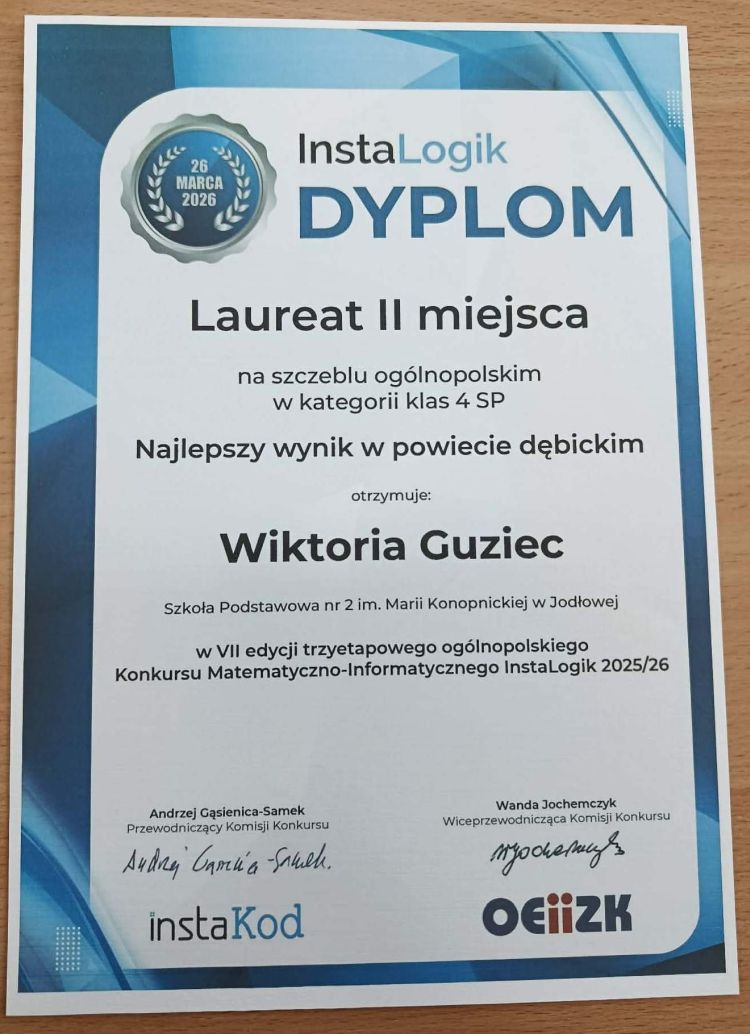 26
MARCA
2026
InstaLogik
DYPLOM
Laureat II miejsca
na szczeblu ogólnopolskim
w kategorii klas 4 SP
Najlepszy wynik w powiecie dębickim
otrzymuje:
Wiktoria Guziec
Szkoła Podstawowa nr 2 im. Marii Konopnickiej w Jodłowej
w VII edycji trzyetapowego ogólnopolskiego
Konkursu Matematyczno-Informatycznego InstaLogik 2025/26
Andrzej Gąsienica-Samek
Przewodniczący Komisji Konkursu
Wanda Jochemczyk
Wiceprzewodnicząca Komisji Konkursu
instaKod
OEiiZK